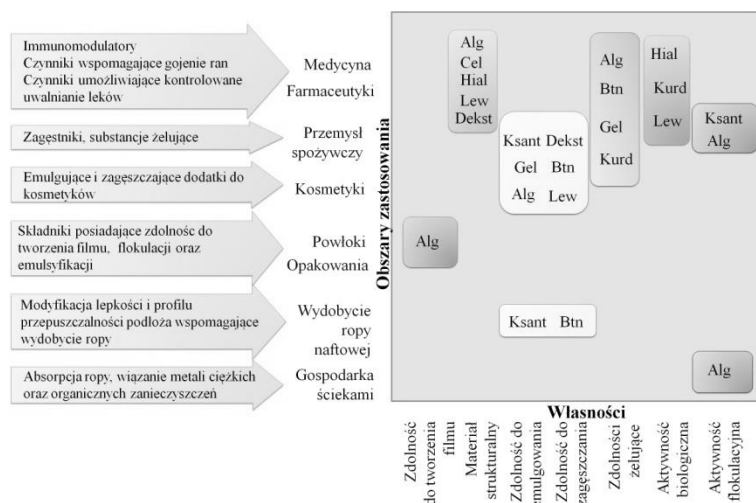 Immunomodulatory
Czynniki wspomagające gojenie ran
Czynniki umożliwiające kontrolowane
uwalnianie leków
Medycyna
Farmaceutyki
Zagęstniki, substancje żelujące
Przemysł
spożywczy
Emulgujące i zagęszczające dodatki do
kosmetyków
Kosmetyki
Składniki posiadające zdolnośc do
tworzenia filmu, flokulacji oraz
emulsyfikacji
Powłoki
Opakowania
Modyfikacja lepkości i profilu
przepuszczalności podłoża wspomagające
wydobycie ropy
Wydobycie
ropy
naftowej
Absorpcja ropy, wiązanie metali ciężkich
oraz organicznych zanieczyszczeń
Gospodarka
ściekami
Obszary zastosowania
Alg
Alg
Cel
Hial
Lew
Dekst
Ksant Dekst
Gel Btn
Alg Lew
Ksant Btn
Alg
Btn
Gel
Kurd
Hial
Kurd
Lew
Ksant
Alg
Alg
Własności
Zdolność
do tworzenia
filmu
Materiał
strukturalny
Zdolność do
emulgowania
Zdolność do
zagęszczania
Zdolności
żelujące
Aktywność
biologiczna
Aktywność
flokulacyjna